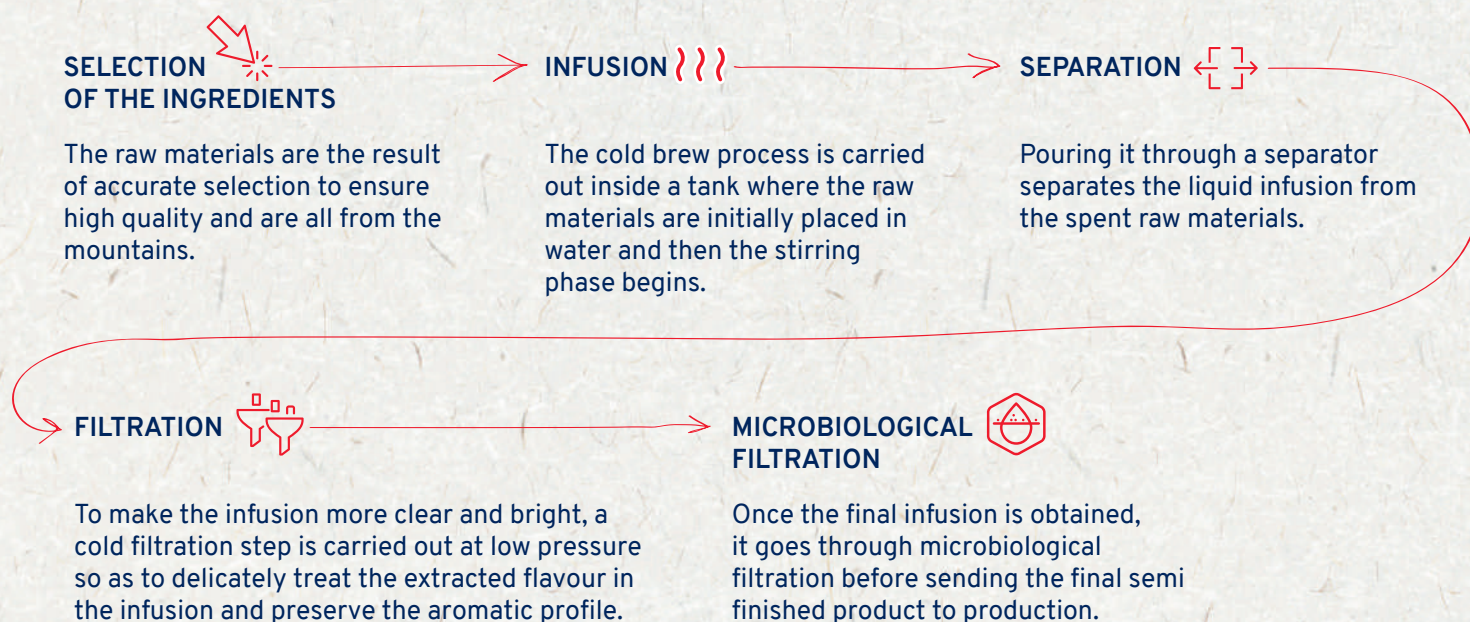 SELECTION
OF THE INGREDIENTS
The raw materials are the result
of accurate selection to ensure
high quality and are all from the
mountains.
INFUSION
The cold brew process is carried
out inside a tank where the raw
materials are initially placed in
water and then the stirring
phase begins.
SEPARATION
Pouring it through a separator
separates the liquid infusion from
the spent raw materials.
FILTRATION
To make the infusion more clear and bright, a
cold filtration step is carried out at low pressure
so as to delicately treat the extracted flavour in
the infusion and preserve the aromatic profile.
MICROBIOLOGICAL
FILTRATION
Once the final infusion is obtained,
it goes through microbiological
filtration before sending the final semi
finished product to production.